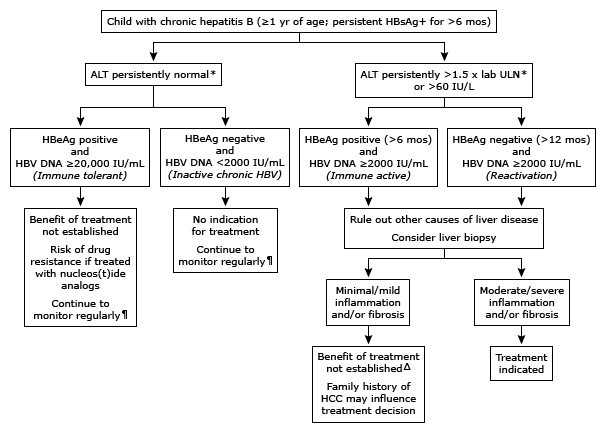 Child with chronic hepatitis B (≥1 yr of age; persistent HBsAg+ for >6 mos)
ALT persistently normal*
ALT persistently >1.5 x lab ULN*
or >60 IU/L
HBeAg positive
and
HBV DNA ≥20,000 IU/mL
(Immune tolerant)
HBeAg negative
and
HBV DNA <2000 IU/mL
(Inactive chronic HBV)
HBeAg positive (>6 mos)
and
HBV DNA ≥2000 IU/mL
(Immune active)
HBeAg negative (>12 mos)
and
HBV DNA ≥2000 IU/mL
(Reactivation)
Benefit of treatment
not established
Risk of drug
resistance if treated
with nucleos(t)ide
analogs
Continue to
monitor regularly¶
No indication
for treatment
Continue to
monitor regularly¶
Rule out other causes of liver disease
Consider liver biopsy
Minimal/mild
inflammation
and/or fibrosis
Moderate/severe
inflammation
and/or fibrosis
Benefit of treatment
not establishedΔ
Family history of
HCC may influence
treatment decision
Treatment
indicated